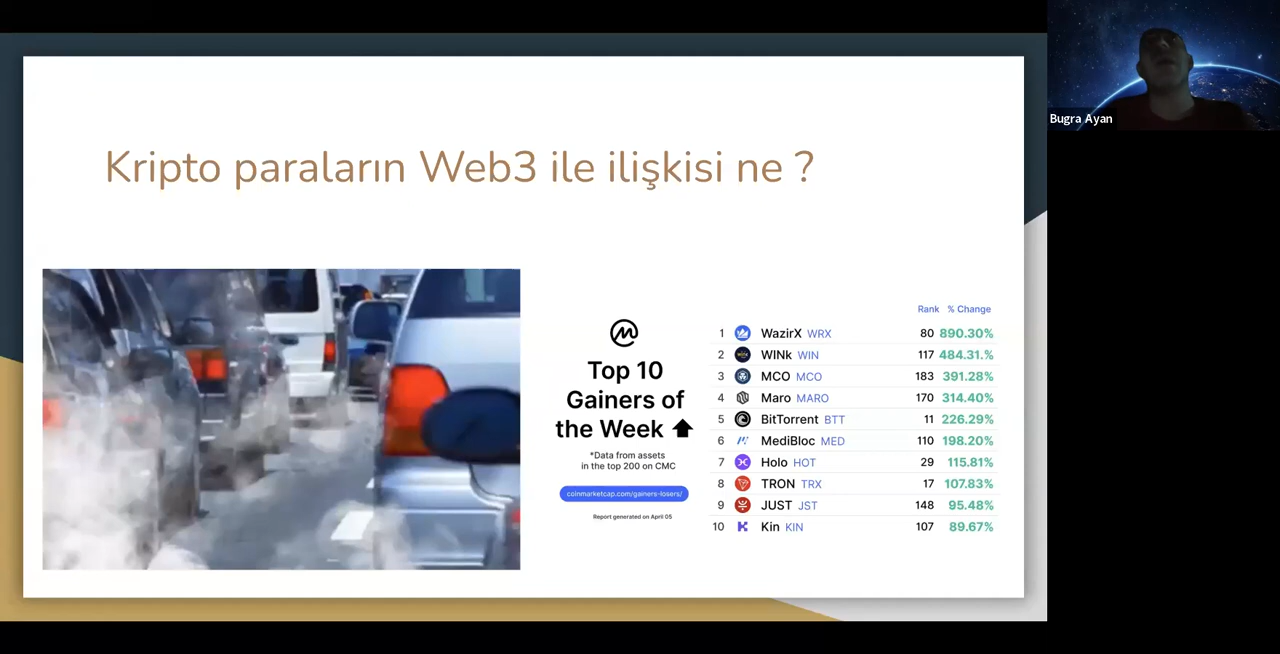 Kripto paraların Web3 ile ilişkisi ne ?
Bugra Ayan
Top 10
Gainers of
the Week
*Data from assets
in the top 200 on CMC
coinmarketcap.com/gainers-losers/
Report generated on April 05
Rank % Change
1 WazirX WRX 80 890.30%
2 WINk WIN 117 484.31.%
3 MCO MCO 183 391.28%
4 Maro MARO 170 314.40%
5 BitTorrent BTT 11 226.29%
6 MediBloc MED 110 198.20%
7 Holo HOT 29 115.81%
8 TRON TRX 17 107.83%
9 JUST JST 148 95.48%
10 Kin KIN 107 89.67%